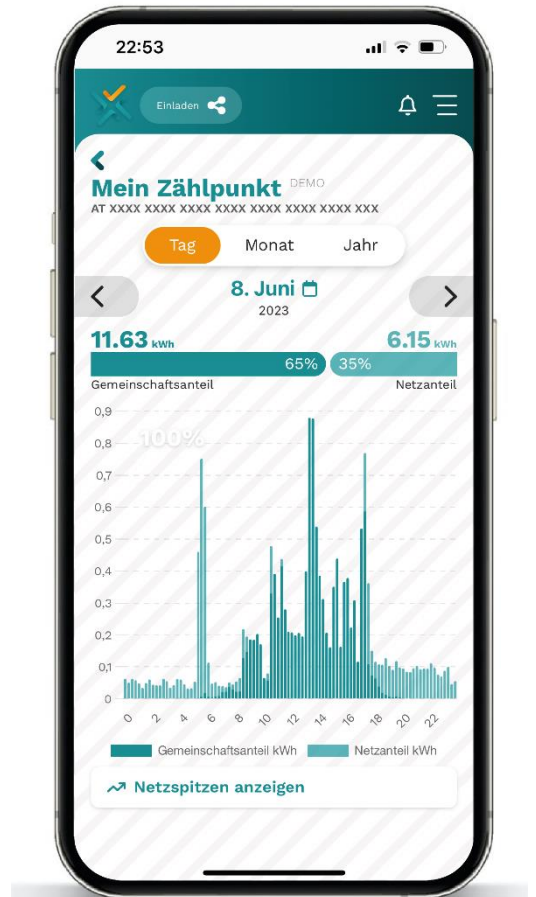 22:53
Einladen
Mein Zählpunkt DEMO
AT XXXX XXXX XXXX XXXX XXXX XXXX XXXX XXX
Tag Monat Jahr
8. Juni
2023
11.63 kWh 6.15 kWh
65% 35%
Gemeinschaftsanteil Netzanteil
0,9
0,8
100%
0,7
0,6
0,5
0,4
0,3
0,2
0,1
0
0 2 4 6 8 10 12 14 16 18 20 22
Gemeinschaftsanteil kWh Netzanteil kWh
Netzspitzen anzeigen